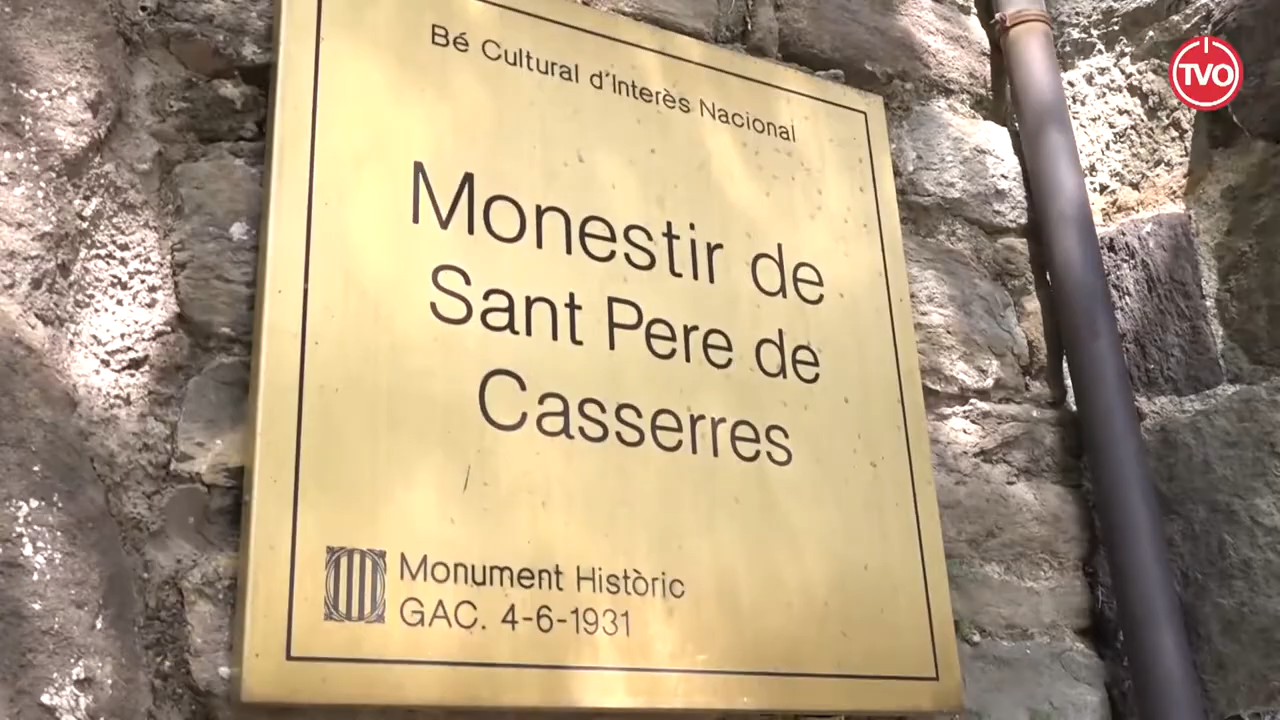 TVO
Bé Cultural d'Interès Nacional
Monestir de
Sant Pere de
Casserres
Monument Històric
GAC. 4-6-1931